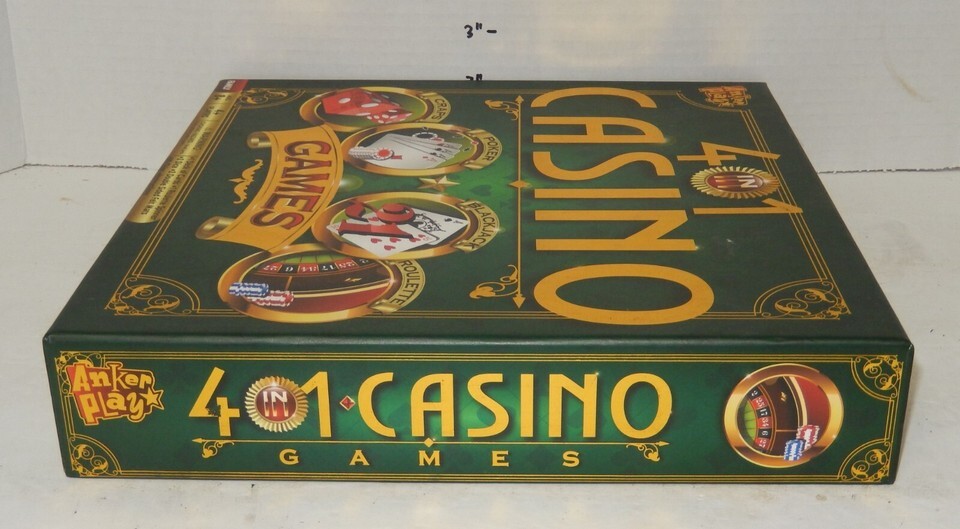 3"-
Anker
Play
4 IN 1
CASINO
GAMES
CRAPS
POKER
BLACKJACK
ROULETTE
Anker
Play
4 IN 1 CASINO
GAMES